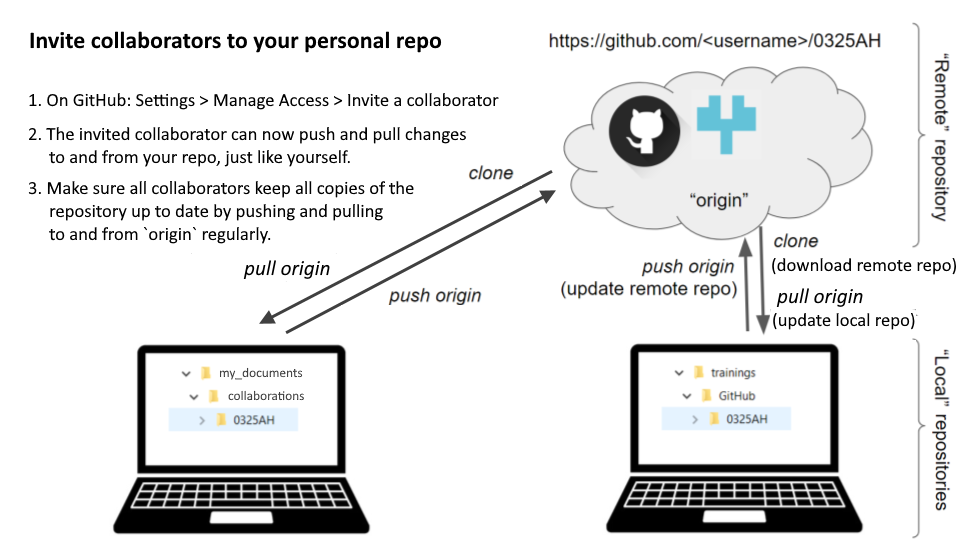 Invite collaborators to your personal repo
https://github.com/<username>/0325AH
1. On GitHub: Settings > Manage Access > Invite a collaborator
2. The invited collaborator can now push and pull changes
to and from your repo, just like yourself.
3. Make sure all collaborators keep all copies of the
repository up to date by pushing and pulling
to and from `origin` regularly.
“origin”
“Remote” repository
clone
pull origin
push origin
push origin
(update remote repo)
clone
(download remote repo)
pull origin
(update local repo)
my_documents
collaborations
0325AH
trainings
GitHub
0325AH
“Local” repositories